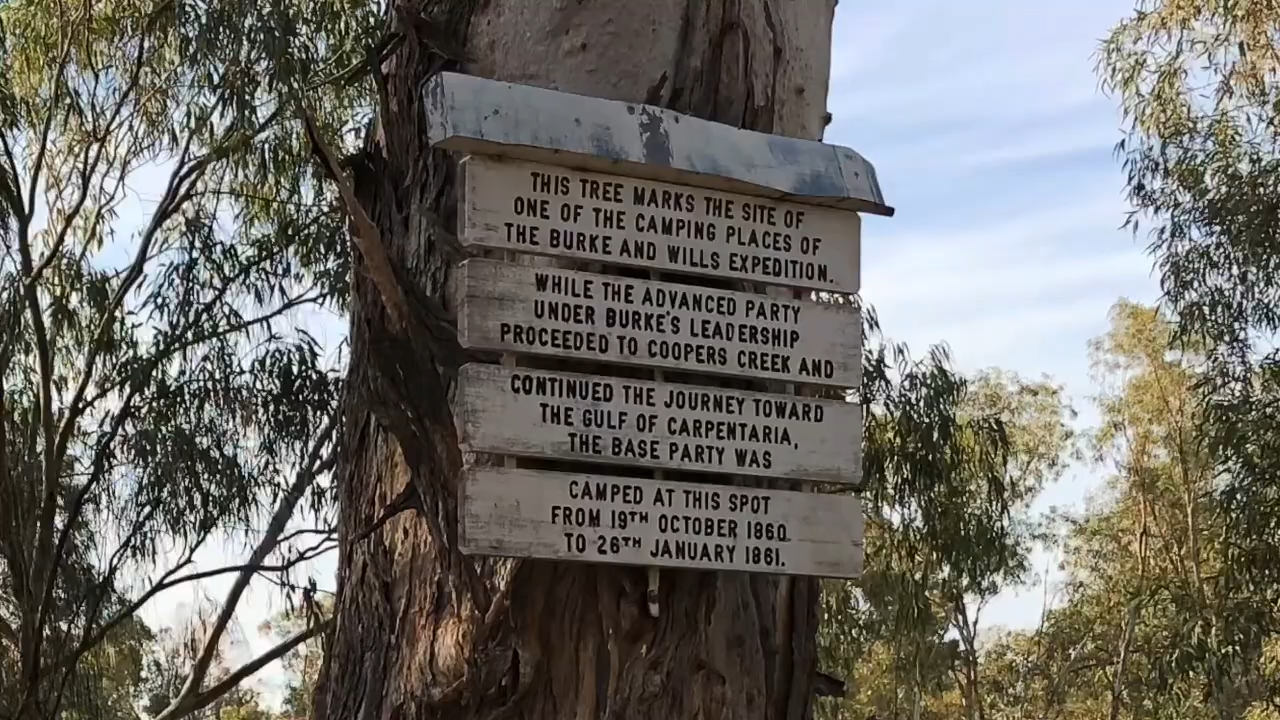 THIS TREE MARKS THE SITE OF
ONE OF THE CAMPING PLACES OF
THE BURKE AND WILLS EXPEDITION.
WHILE THE ADVANCED PARTY
UNDER BURKE'S LEADERSHIP
PROCEEDED TO COOPERS CREEK AND
CONTINUED THE JOURNEY TOWARD
THE GULF OF CARPENTARIA,
THE BASE PARTY WAS
CAMPED AT THIS SPOT
FROM 19TH OCTOBER 1860
TO 26TH JANUARY 1861.